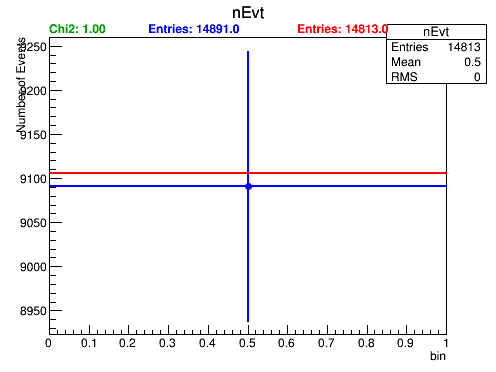 nEvt
Chi2: 1.00 Entries: 14891.0 Entries: 14813.0
nEvt
Entries 14813
Mean 0.5
RMS 0
Number of Events
9250
9200
9150
9100
9050
9000
8950
0 0.1 0.2 0.3 0.4 0.5 0.6 0.7 0.8 0.9 1
bin